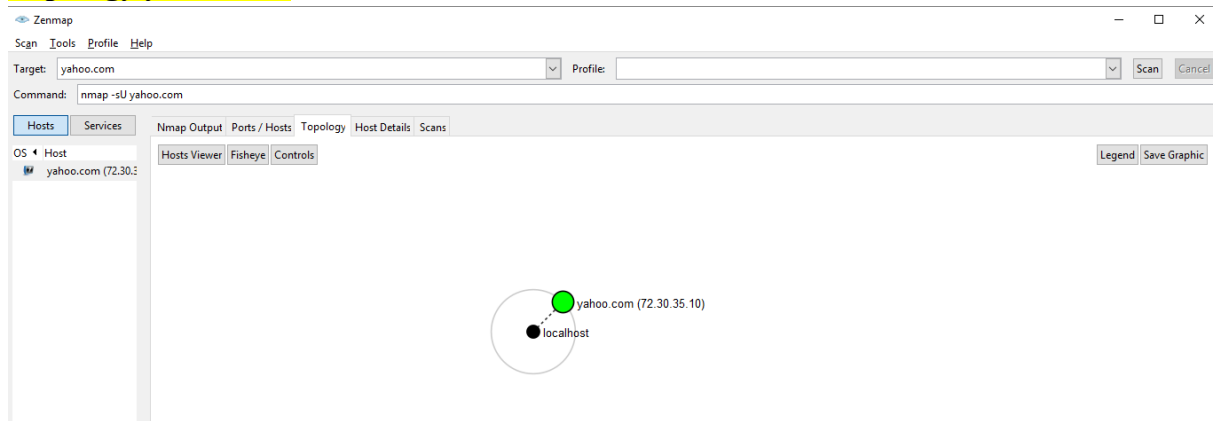 Zenmap
Scan Tools Profile Help
Target: yahoo.com Profile: Scan Cancel
Command: nmap -sU yahoo.com
Hosts Services Nmap Output Ports / Hosts Topology Host Details Scans
OS Host Hosts Viewer Fisheye Controls Legend Save Graphic
yahoo.com (72.30.3
yahoo.com (72.30.35.10)
localhost